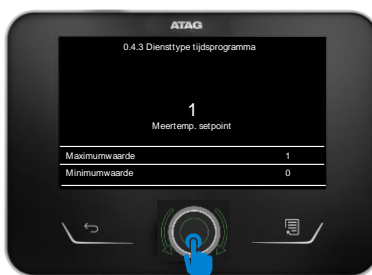 ATAG
0.4.3 Diensttype tijdsprogramma
1
Meertemp. setpoint
Maximumwaarde 1
Minimumwaarde 0